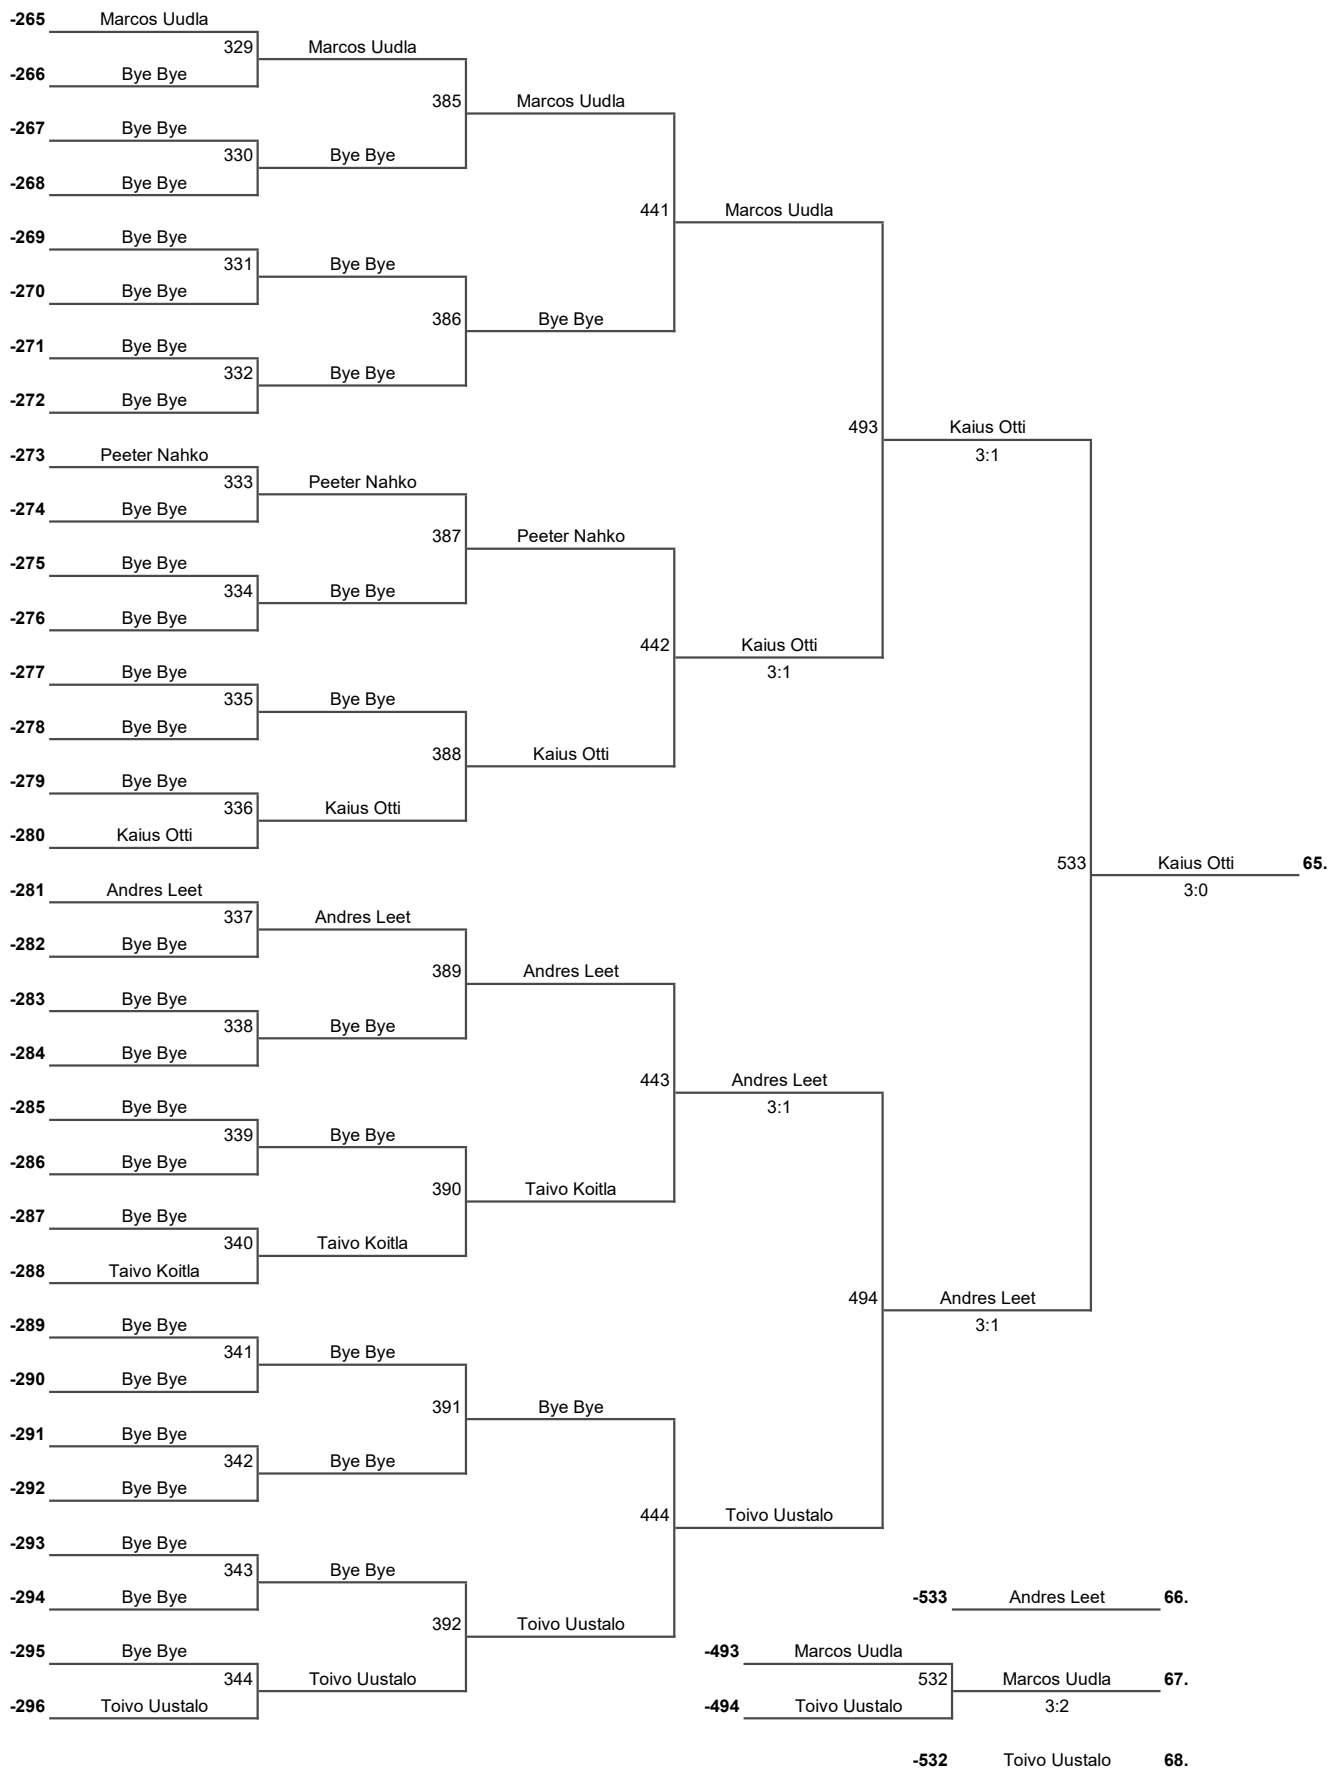 -265 Marcos Uudla
329 Marcos Uudla
-266 Bye Bye
385 Marcos Uudla
-267 Bye Bye
330 Bye Bye
-268 Bye Bye
441 Marcos Uudla
-269 Bye Bye
331 Bye Bye
-270 Bye Bye
386 Bye Bye
-271 Bye Bye
332 Bye Bye
-272 Bye Bye
493 Kaius Otti
-273 Peeter Nahko 3:1
333 Peeter Nahko
-274 Bye Bye
387 Peeter Nahko
-275 Bye Bye
334 Bye Bye
-276 Bye Bye
442 Kaius Otti
-277 Bye Bye 3:1
335 Bye Bye
-278 Bye Bye
388 Kaius Otti
-279 Bye Bye
336 Kaius Otti
-280 Kaius Otti
533 Kaius Otti 65.
-281 Andres Leet 3:0
337 Andres Leet
-282 Bye Bye
389 Andres Leet
-283 Bye Bye
338 Bye Bye
-284 Bye Bye
443 Andres Leet
-285 Bye Bye 3:1
339 Bye Bye
-286 Bye Bye
390 Taivo Koitla
-287 Bye Bye
340 Taivo Koitla
-288 Taivo Koitla
494 Andres Leet
-289 Bye Bye 3:1
341 Bye Bye
-290 Bye Bye
391 Bye Bye
-291 Bye Bye
342 Bye Bye
-292 Bye Bye
444 Toivo Uustalo
-293 Bye Bye
343 Bye Bye
-294 Bye Bye -533 Andres Leet 66.
392 Toivo Uustalo
-295 Bye Bye -493 Marcos Uudla
344 Toivo Uustalo 532 Marcos Uudla 67.
-296 Toivo Uustalo -494 Toivo Uustalo 3:2
-532 Toivo Uustalo 68.